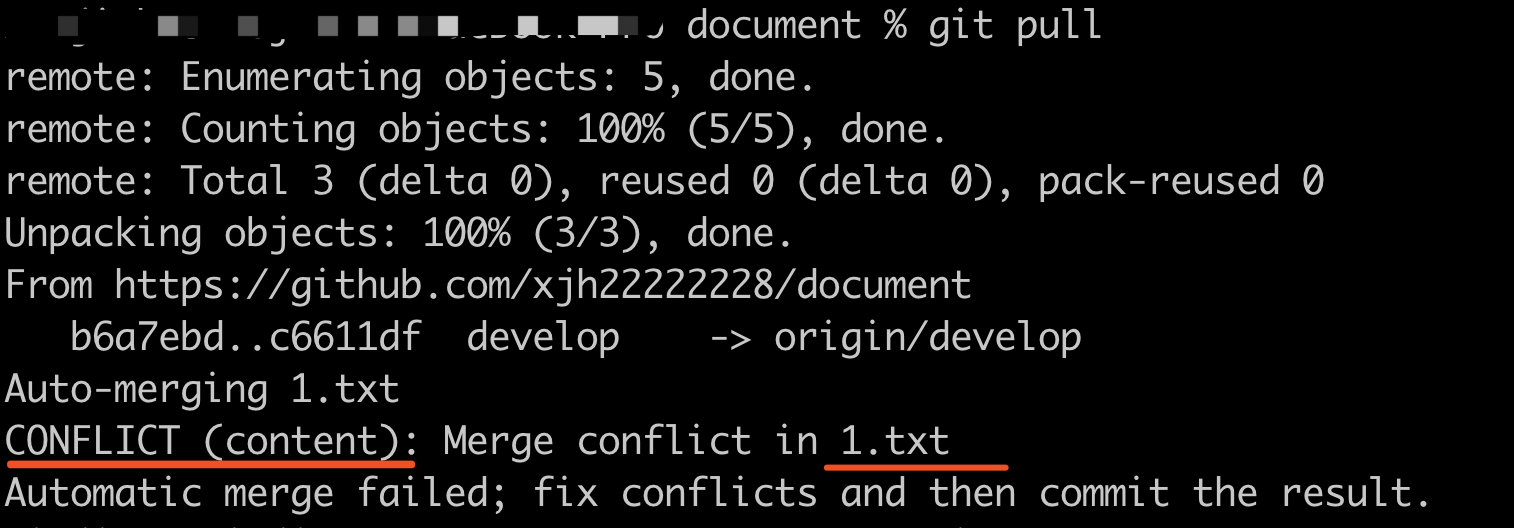 document % git pull
remote: Enumerating objects: 5, done.
remote: Counting objects: 100% (5/5), done.
remote: Total 3 (delta 0), reused 0 (delta 0), pack-reused 0
Unpacking objects: 100% (3/3), done.
From https://github.com/xjh22222228/document
b6a7ebd..c6611df develop -> origin/develop
Auto-merging 1.txt
CONFLICT (content): Merge conflict in 1.txt
Automatic merge failed; fix conflicts and then commit the result.